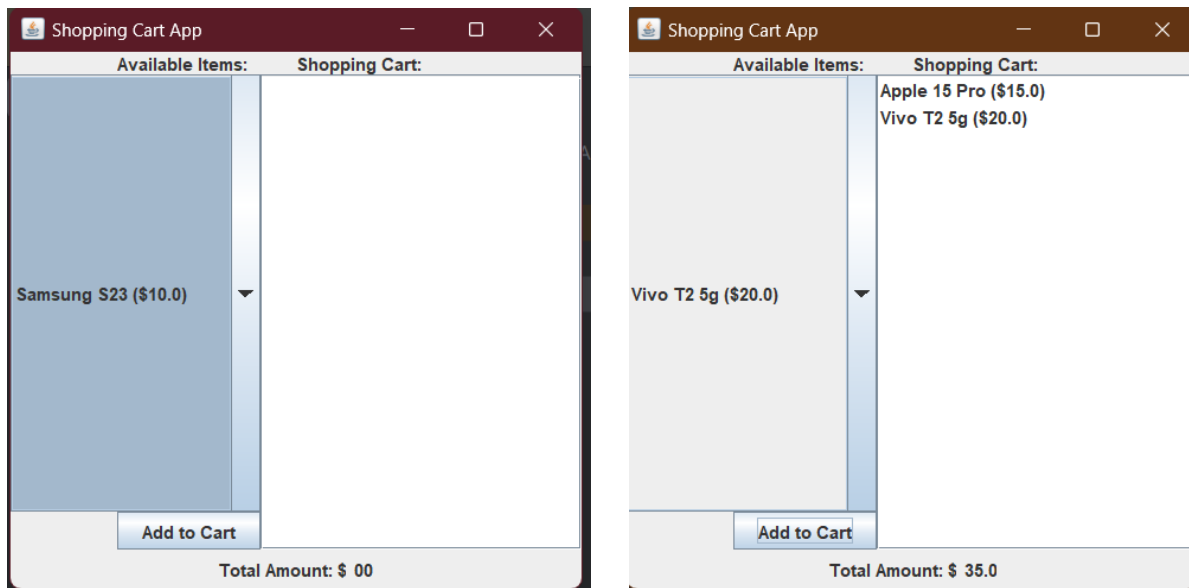 Shopping Cart App
Available Items: Shopping Cart:
Samsung S23 ($10.0)
Add to Cart
Total Amount: $ 00
Shopping Cart App
Available Items: Shopping Cart:
Apple 15 Pro ($15.0)
Vivo T2 5g ($20.0)
Vivo T2 5g ($20.0)
Add to Cart
Total Amount: $ 35.0